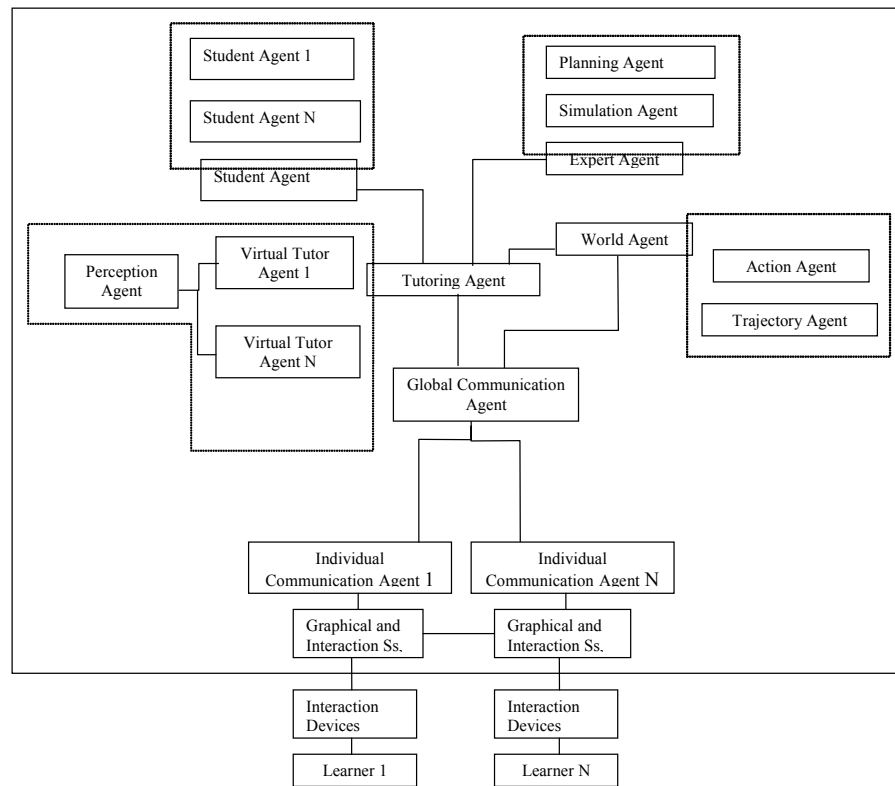 Student Agent 1
Planning Agent
Student Agent N
Simulation Agent
Student Agent
Expert Agent
World Agent
Perception
Agent
Virtual Tutor
Agent 1
Tutoring Agent
Action Agent
Virtual Tutor
Agent N
Trajectory Agent
Global Communication
Agent
Individual
Communication Agent 1
Individual
Communication Agent N
Graphical and
Interaction Ss.
Graphical and
Interaction Ss.
Interaction
Devices
Interaction
Devices
Learner 1
Learner N